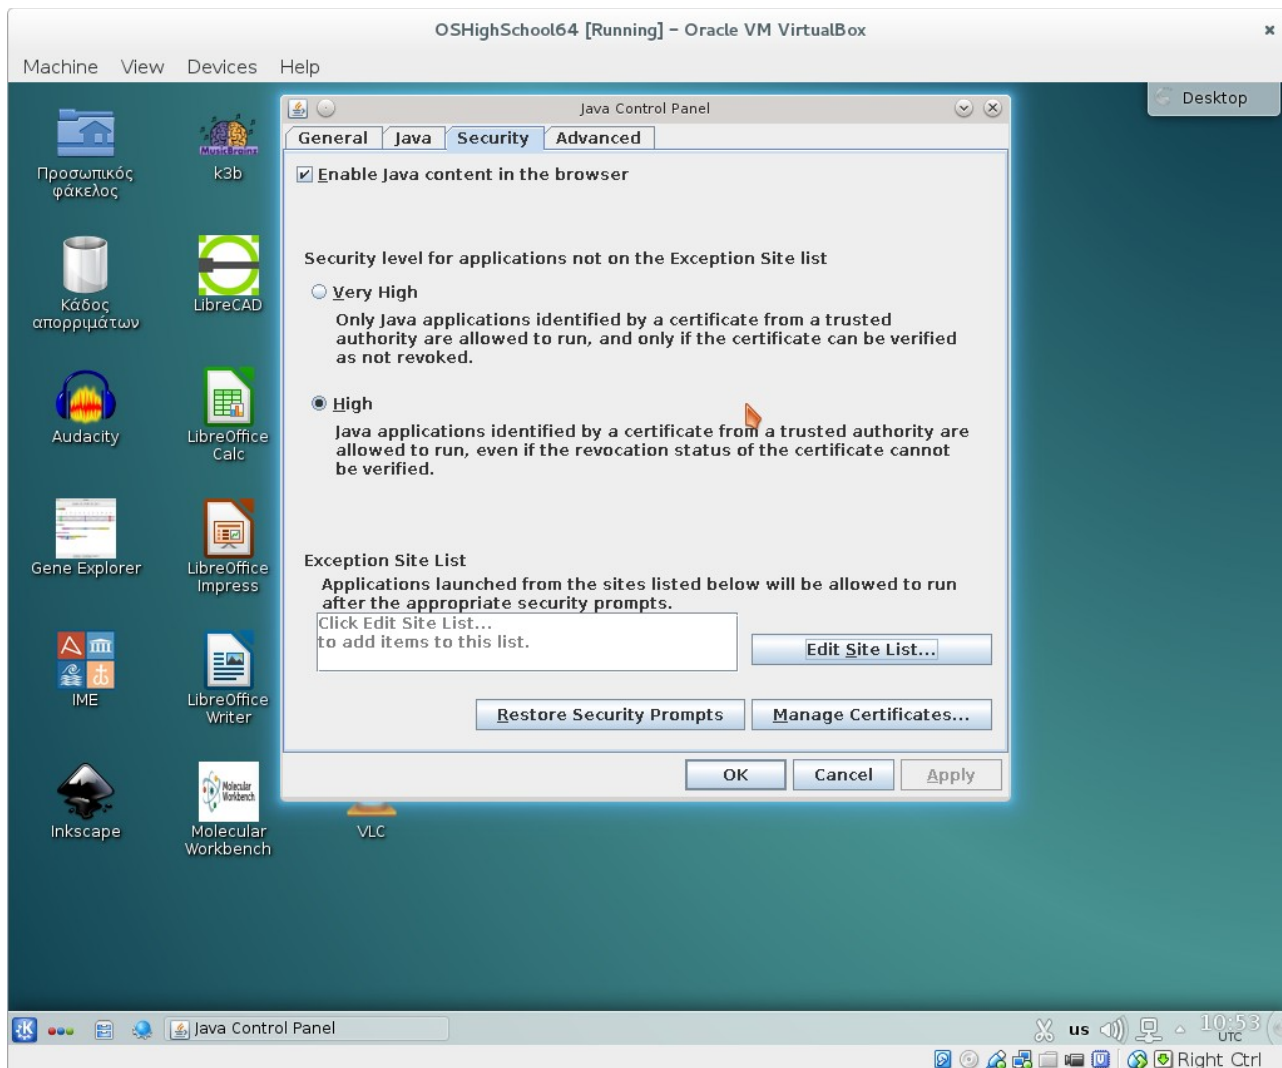 OSHighSchool64 [Running] – Oracle VM VirtualBox
Machine View Devices Help
Desktop
Java Control Panel
General Java Security Advanced
Enable Java content in the browser
Security level for applications not on the Exception Site list
Very High
Only Java applications identified by a certificate from a trusted
authority are allowed to run, and only if the certificate can be verified
as not revoked.
High
Java applications identified by a certificate from a trusted authority are
allowed to run, even if the revocation status of the certificate cannot
be verified.
Exception Site List
Applications launched from the sites listed below will be allowed to run
after the appropriate security prompts.
Click Edit Site List...
to add items to this list.
Edit Site List...
Restore Security Prompts
Manage Certificates...
OK
Cancel
Apply
Προσωπικός
φάκελος
MusicBrainz
k3b
Κάδος
απορριμάτων
LibreCAD
Audacity
LibreOffice
Calc
Gene Explorer
LibreOffice
Impress
IME
LibreOffice
Writer
Inkscape
Molecular
Workbench
Molecular
Workbench
VLC
Java Control Panel
us
10:53
UTC
Right Ctrl